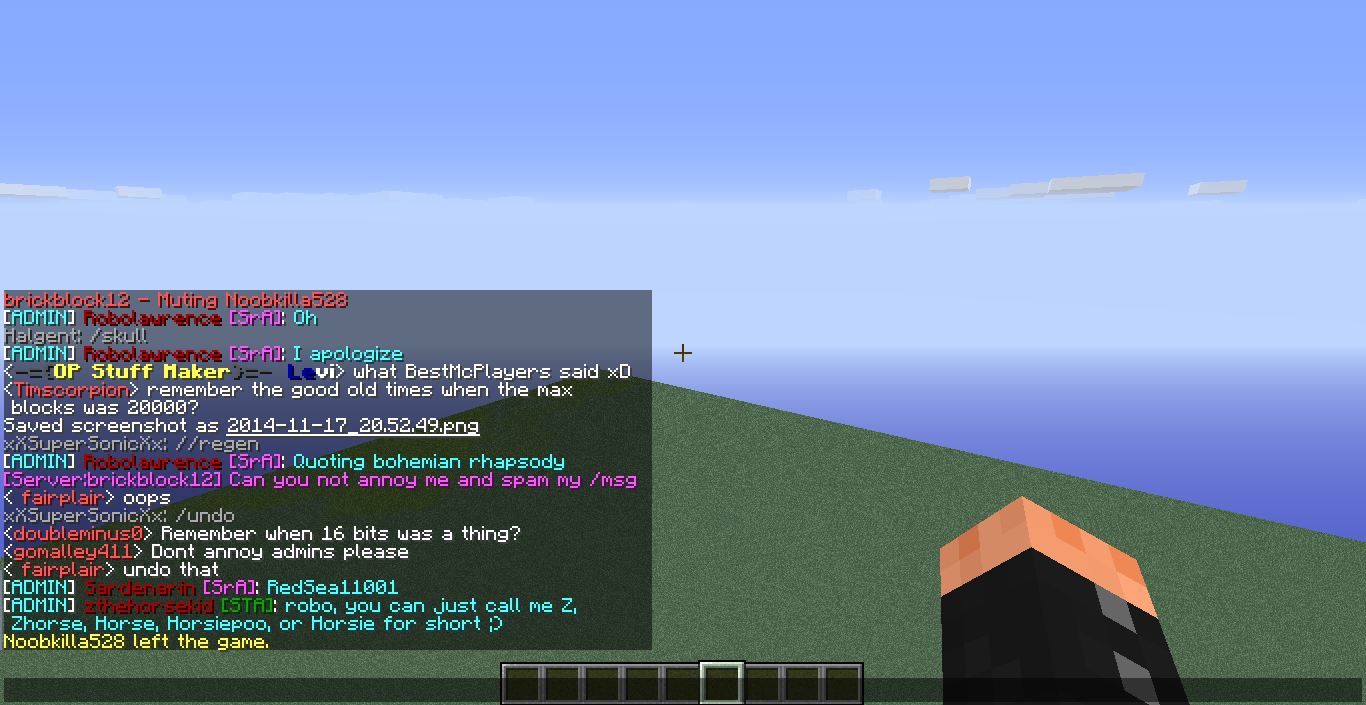 brickblock12 - Muting Noobkilla528
[ADMIN] Robolaurence [SrA]: Oh
Halgent: /skull
[ADMIN] Robolaurence [SrA]: I apologize
<-={OP Stuff Maker}=- Levi> what BestMcPlayers said xD
<Timscorpion> remember the good old times when the max
blocks was 20000?
Saved screenshot as 2014-11-17_20.52.49.png
xXSuperSonicXx: //regen
[ADMIN] Robolaurence [SrA]: Quoting bohemian rhapsody
[Server:brickblock12] Can you not annoy me and spam my /msg
< fairplair> oops
xXSuperSonicXx: /undo
<doubleminus0> Remember when 16 bits was a thing?
<gomalley411> Dont annoy admins please
< fairplair> undo that
[ADMIN] Sardenarin [SrA]: RedSea11001
[ADMIN] zthehorsekid [STA]: robo, you can just call me Z,
Zhorse, Horse, Horsiepoo, or Horsie for short ;)
Noobkilla528 left the game.